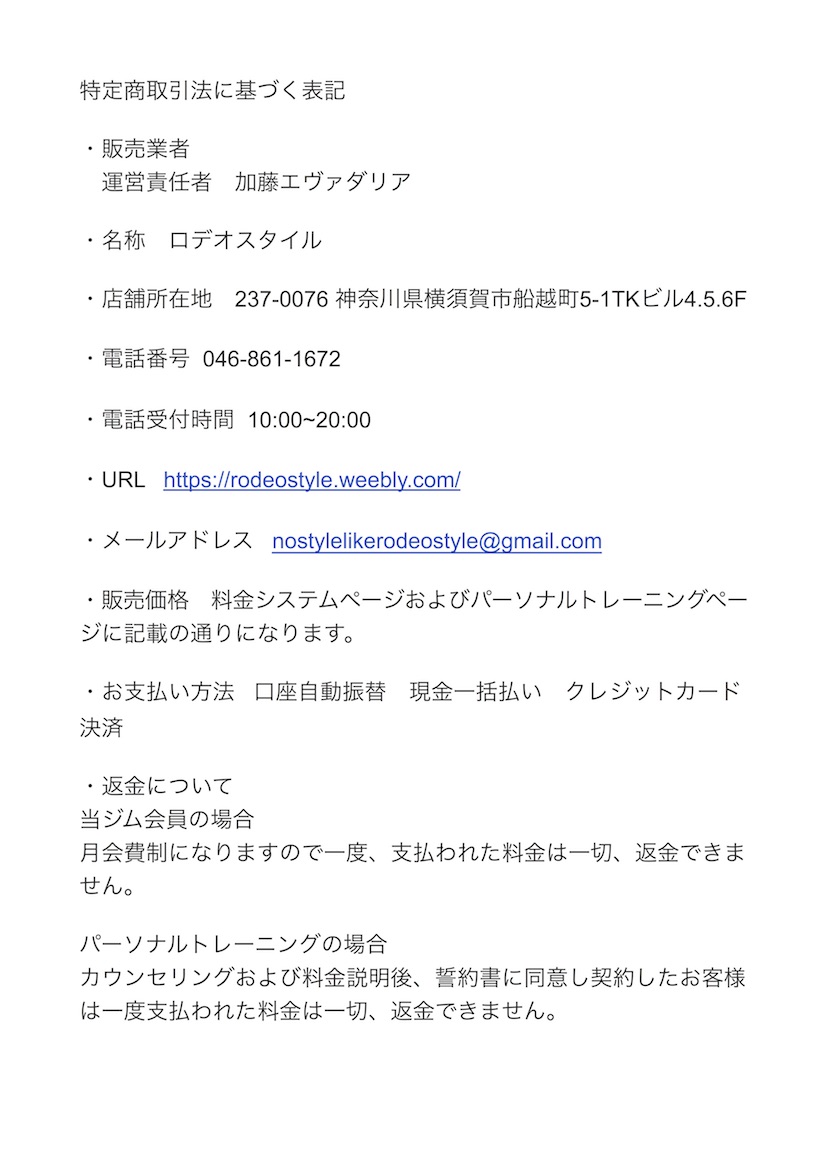 特定商取引法に基づく表記
・販売業者
運営責任者　加藤エヴァダリア
・名称　ロデオスタイル
・店舗所在地　237-0076 神奈川県横須賀市船越町5-1TKビル4.5.6F
・電話番号 046-861-1672
・電話受付時間 10:00~20:00
・URL https://rodeostyle.weebly.com/
・メールアドレス nostylelikerodeostyle@gmail.com
・販売価格　料金システムページおよびパーソナルトレーニングペー
ジに記載の通りになります。
・お支払い方法 口座自動振替　現金一括払い　クレジットカード
決済
・返金について
当ジム会員の場合
月会費制になりますので一度、支払われた料金は一切、返金できま
せん。
パーソナルトレーニングの場合
カウンセリングおよび料金説明後、誓約書に同意し契約したお客様
は一度支払われた料金は一切、返金できません。